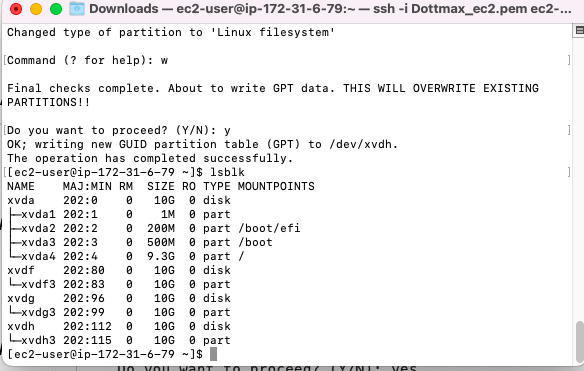 Downloads — ec2-user@ip-172-31-6-79:~ — ssh -i Dottmax_ec2.pem ec2-...
Changed type of partition to 'Linux filesystem'
[Command (? for help): w ]
Final checks complete. About to write GPT data. THIS WILL OVERWRITE EXISTING
PARTITIONS!!
[Do you want to proceed? (Y/N): y ]
OK; writing new GUID partition table (GPT) to /dev/xvdh.
The operation has completed successfully.
[[ec2-user@ip-172-31-6-79 ~]$ lsblk ]
NAME    MAJ:MIN RM  SIZE RO TYPE MOUNTPOINTS
xvda    202:0    0   10G  0 disk
├─xvda1 202:1    0    1M  0 part
├─xvda2 202:2    0  200M  0 part /boot/efi
├─xvda3 202:3    0  500M  0 part /boot
└─xvda4 202:4    0  9.3G  0 part /
xvdf    202:80   0   10G  0 disk
└─xvdf3 202:83   0   10G  0 part
xvdg    202:96   0   10G  0 disk
└─xvdg3 202:99   0   10G  0 part
xvdh    202:112  0   10G  0 disk
└─xvdh3 202:115  0   10G  0 part
[ec2-user@ip-172-31-6-79 ~]$
Do you want to proceed? (Y/N): yes